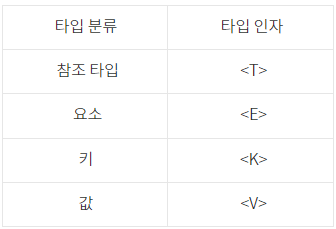 타입 분류 타입 인자
참조 타입 <T>
요소 <E>
키 <K>
값 <V>